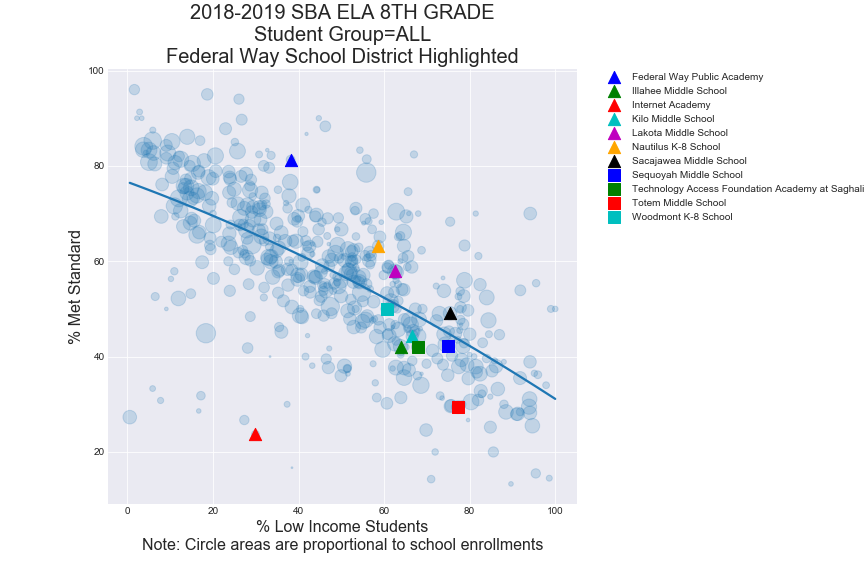 2018-2019 SBA ELA 8TH GRADE
Student Group=ALL
Federal Way School District Highlighted
100
80
60
40
20
% Met Standard
0
20
40
60
80
100
% Low Income Students
Note: Circle areas are proportional to school enrollments
Federal Way Public Academy
Illahee Middle School
Internet Academy
Kilo Middle School
Lakota Middle School
Nautilus K-8 School
Sacajawea Middle School
Sequoyah Middle School
Technology Access Foundation Academy at Saghali
Totem Middle School
Woodmont K-8 School